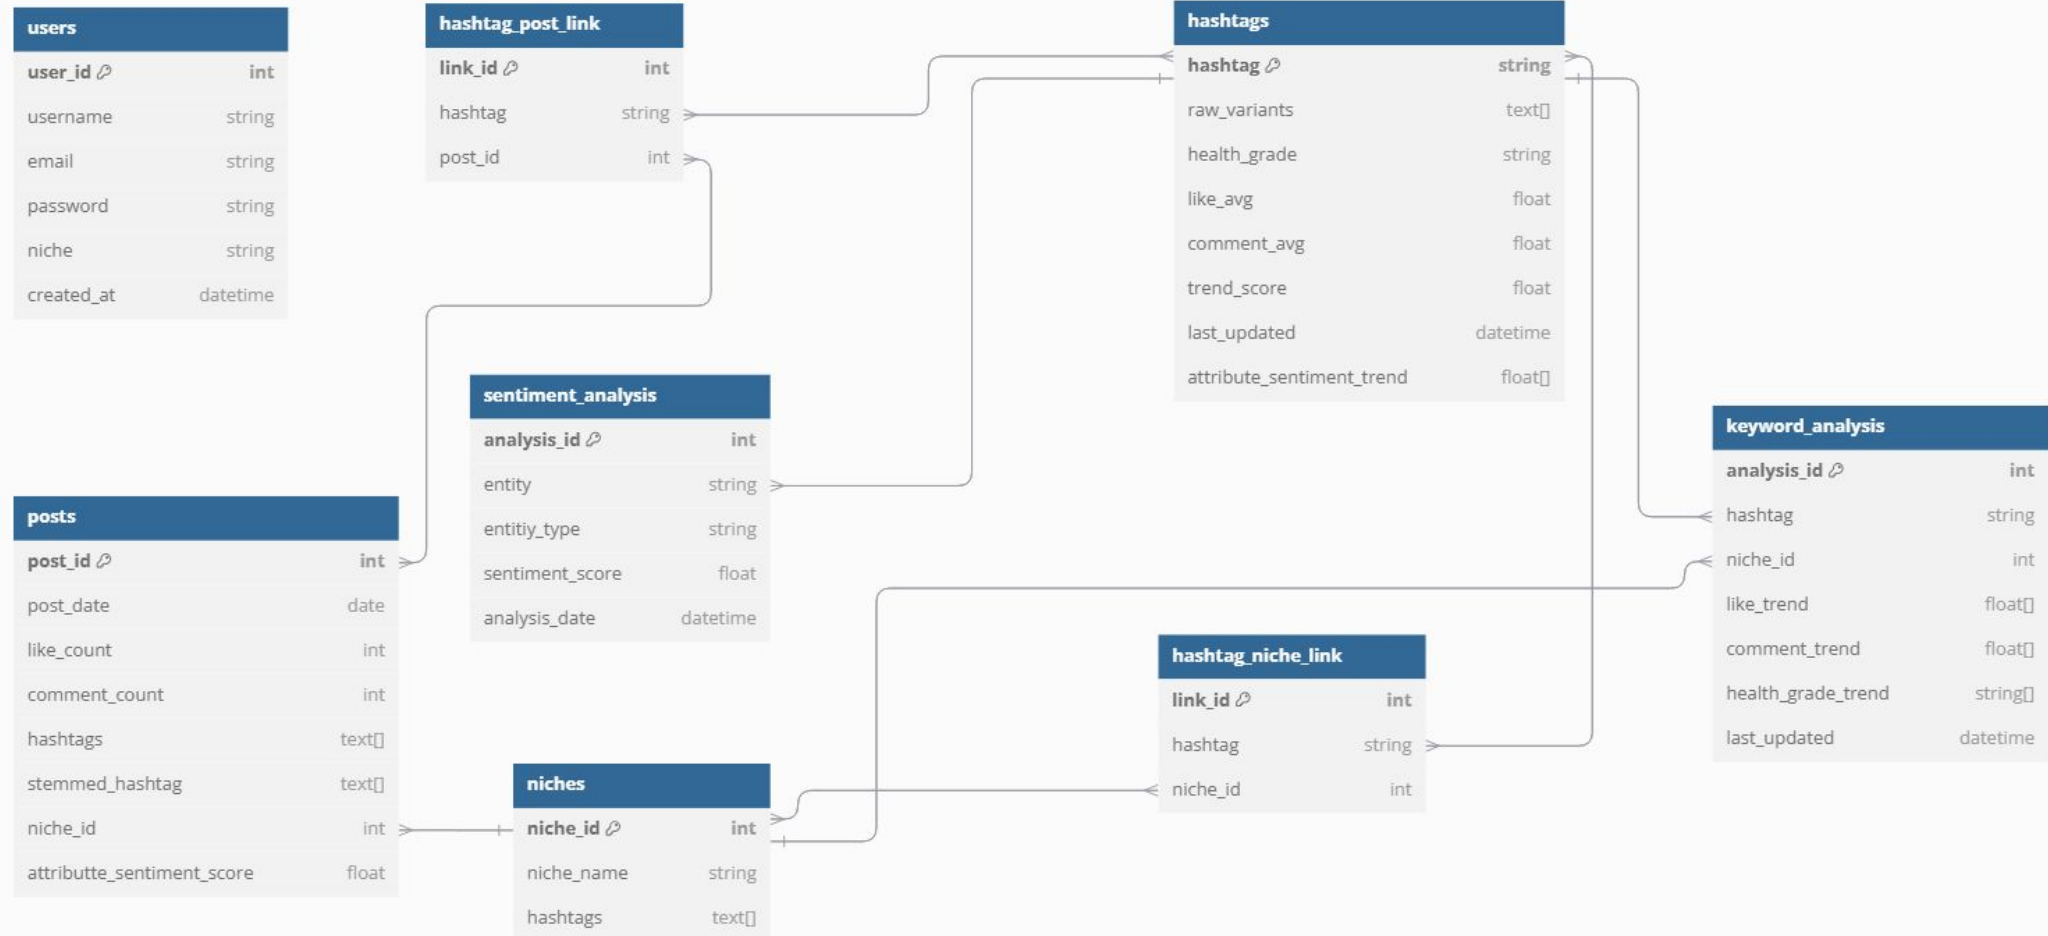 users
user_id int
username string
email string
password string
niche string
created_at datetime
hashtag_post_link
link_id int
hashtag string
post_id int
hashtags
hashtag string
raw_variants text[]
health_grade string
like_avg float
comment_avg float
trend_score float
last_updated datetime
attribute_sentiment_trend float[]
sentiment_analysis
analysis_id int
entity string
entitiy_type string
sentiment_score float
analysis_date datetime
keyword_analysis
analysis_id int
hashtag string
niche_id int
like_trend float[]
comment_trend float[]
health_grade_trend string[]
last_updated datetime
posts
post_id int
post_date date
like_count int
comment_count int
hashtags text[]
stemmed_hashtag text[]
niche_id int
attributte_sentiment_score float
niches
niche_id int
niche_name string
hashtags text[]
hashtag_niche_link
link_id int
hashtag string
niche_id int